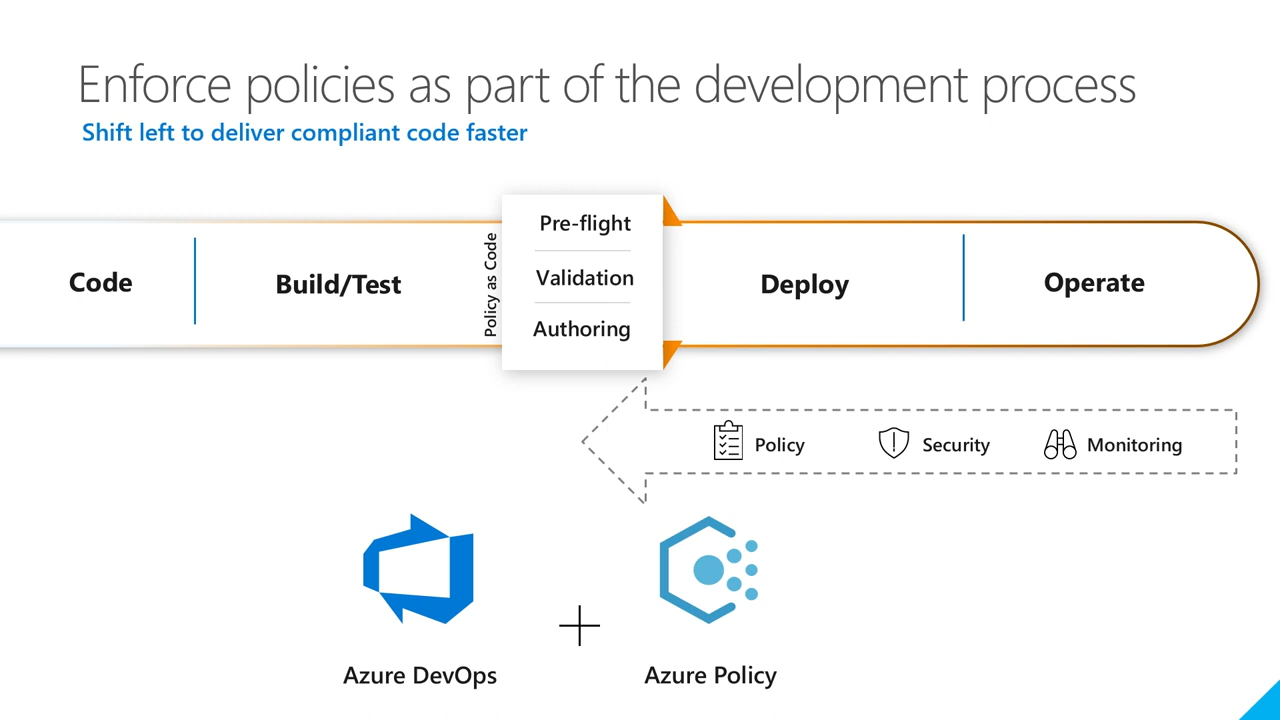 Enforce policies as part of the development process
Shift left to deliver compliant code faster
Code
Build/Test
Policy as Code
Pre-flight
Validation
Authoring
Deploy
Operate
Policy
Security
Monitoring
Azure DevOps
Azure Policy